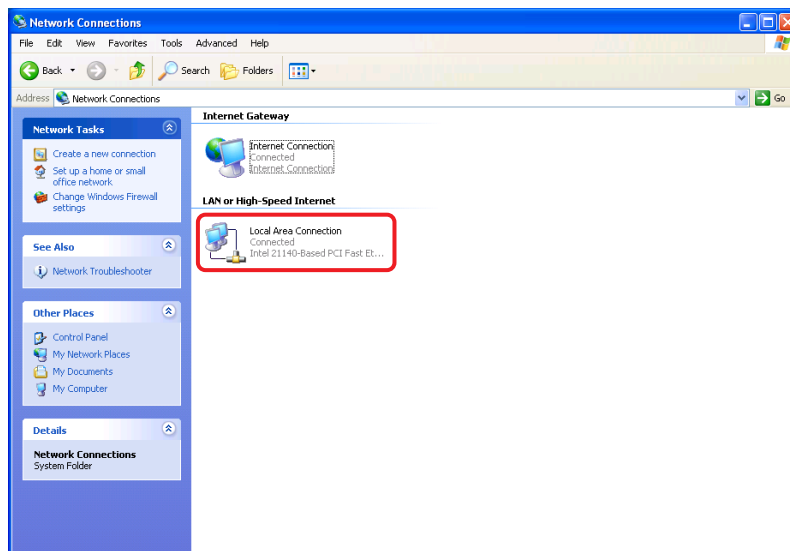 Network Connections
File Edit View Favorites Tools Advanced Help
Back Search Folders
Address Network Connections Go
Network Tasks
Create a new connection
Set up a home or small
office network
Change Windows Firewall
settings
See Also
Network Troubleshooter
Other Places
Control Panel
My Network Places
My Documents
My Computer
Details
Network Connections
System Folder
Internet Gateway
Internet Connection
Connected
Internet Connection
LAN or High-Speed Internet
Local Area Connection
Connected
Intel 21140-Based PCI Fast Et...